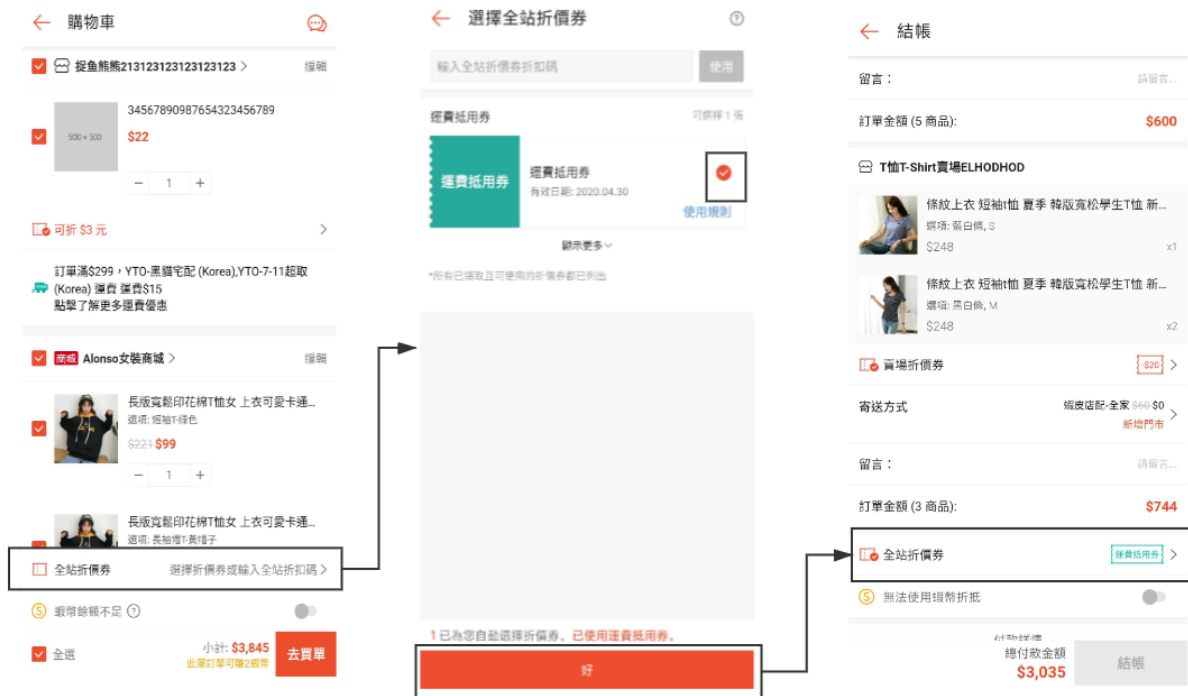 購物車
捉鱼熊熊213123123123123123 >
編輯
34567890987654323456789
500 × 500
$22
− 1 +
可折 $3 元 >
訂單滿$299，YTO-黑貓宅配 (Korea),YTO-7-11超取
(Korea) 運費 運費$15
點擊了解更多運費優惠
商城 Alonso女裝商城 >
編輯
長版寬鬆印花棉T恤女 上衣可愛卡通...
選項: 短袖T-綠色
$221 $99
− 1 +
長版寬鬆印花棉T恤女 上衣可愛卡通...
選項: 長袖帽T-黃帽子
全站折價券 選擇折價券或輸入全站折扣碼 >
蝦幣餘額不足 ?
全選
小計: $3,845
此筆訂單可賺2蝦幣
去買單
選擇全站折價券 ?
輸入全站折價券折扣碼 使用
運費抵用券 可選擇 1 張
運費抵用券
運費抵用券
有效日期: 2020.04.30
使用規則
顯示更多
*所有已領取且可使用的折價券都已列出
1 已為您自動選擇折價券。已使用運費抵用券。
好
結帳
留言： 請留言...
訂單金額 (5 商品): $600
T恤T-Shirt賣場ELHODHOD
條紋上衣 短袖t恤 夏季 韓版寬松學生T恤 新...
選項: 藍白條, S
$248 x1
條紋上衣 短袖t恤 夏季 韓版寬松學生T恤 新...
選項: 黑白條, M
$248 x2
賣場折價券 -$20 >
寄送方式 蝦皮店配-全家 $60 $0 >
新增門市
留言： 請留言...
訂單金額 (3 商品): $744
全站折價券 運費抵用券 >
無法使用蝦幣折抵
付款詳情
總付款金額
$3,035
結帳